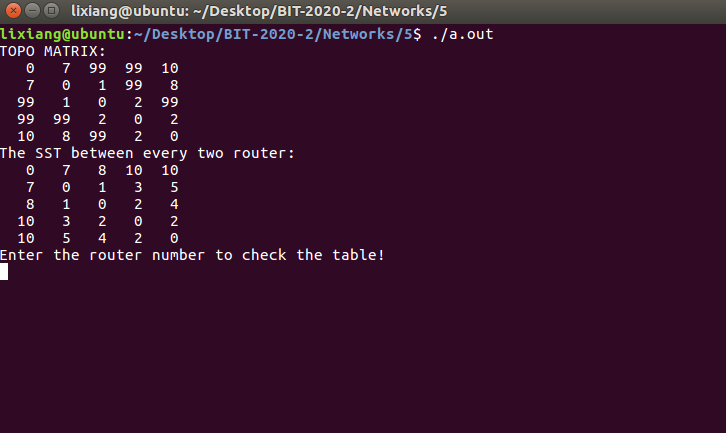 lixiang@ubuntu: ~/Desktop/BIT-2020-2/Networks/5
lixiang@ubuntu:~/Desktop/BIT-2020-2/Networks/5$ ./a.out
TOPO MATRIX:
0 7 99 99 10
7 0 1 99 8
99 1 0 2 99
99 99 2 0 2
10 8 99 2 0
The SST between every two router:
0 7 8 10 10
7 0 1 3 5
8 1 0 2 4
10 3 2 0 2
10 5 4 2 0
Enter the router number to check the table!